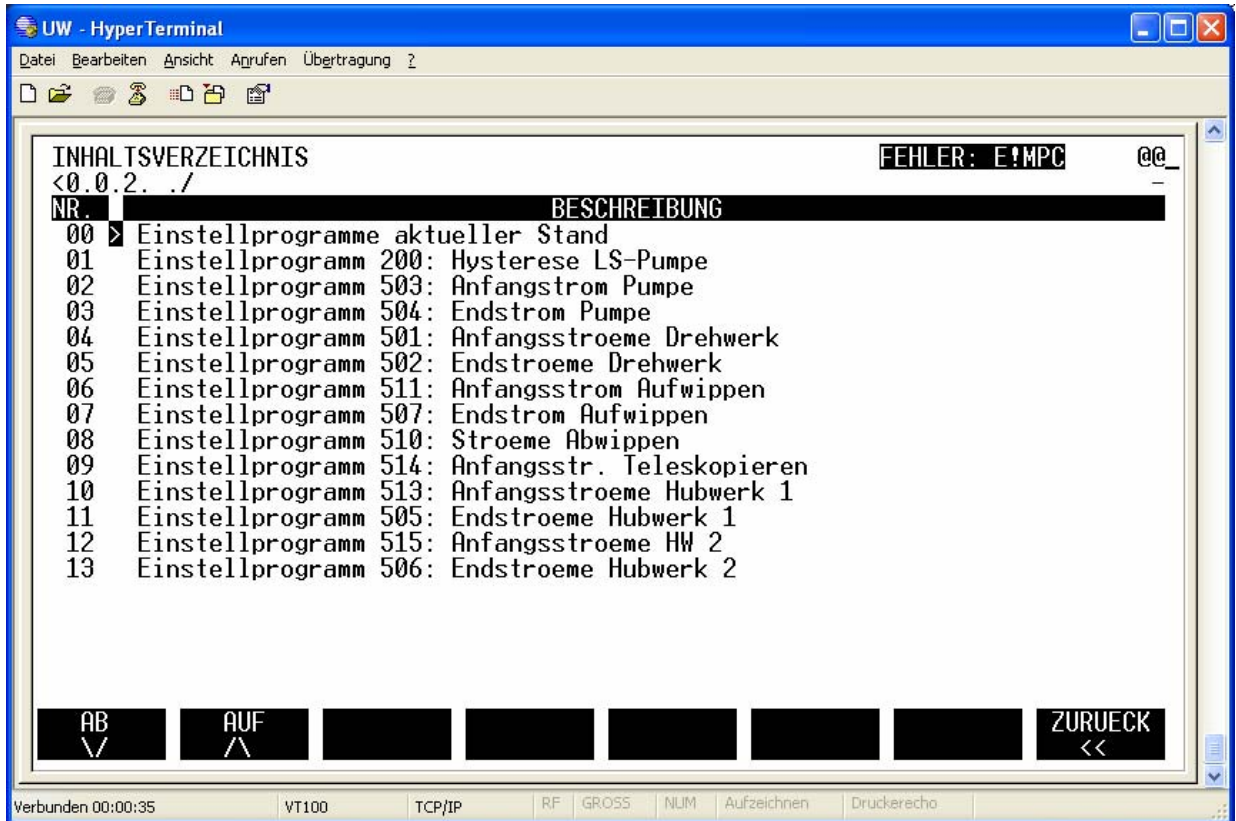 UW - HyperTerminal
Datei Bearbeiten Ansicht Anrufen Übertragung ?
INHALTSVERZEICHNIS FEHLER: E!MPC @@_
<0.0.2. ./ _
NR. BESCHREIBUNG
00 > Einstellprogramme aktueller Stand
01 Einstellprogramm 200: Hysterese LS-Pumpe
02 Einstellprogramm 503: Anfangstrom Pumpe
03 Einstellprogramm 504: Endstrom Pumpe
04 Einstellprogramm 501: Anfangsstroeme Drehwerk
05 Einstellprogramm 502: Endstroeme Drehwerk
06 Einstellprogramm 511: Anfangsstrom Aufwippen
07 Einstellprogramm 507: Endstrom Aufwippen
08 Einstellprogramm 510: Stroeme Abwippen
09 Einstellprogramm 514: Anfangsstr. Teleskopieren
10 Einstellprogramm 513: Anfangsstroeme Hubwerk 1
11 Einstellprogramm 505: Endstroeme Hubwerk 1
12 Einstellprogramm 515: Anfangsstroeme HW 2
13 Einstellprogramm 506: Endstroeme Hubwerk 2
AB AUF ZURUECK
\/ /\ <<
Verbunden 00:00:35 VT100 TCP/IP RF GROSS NUM Aufzeichnen Druckerecho